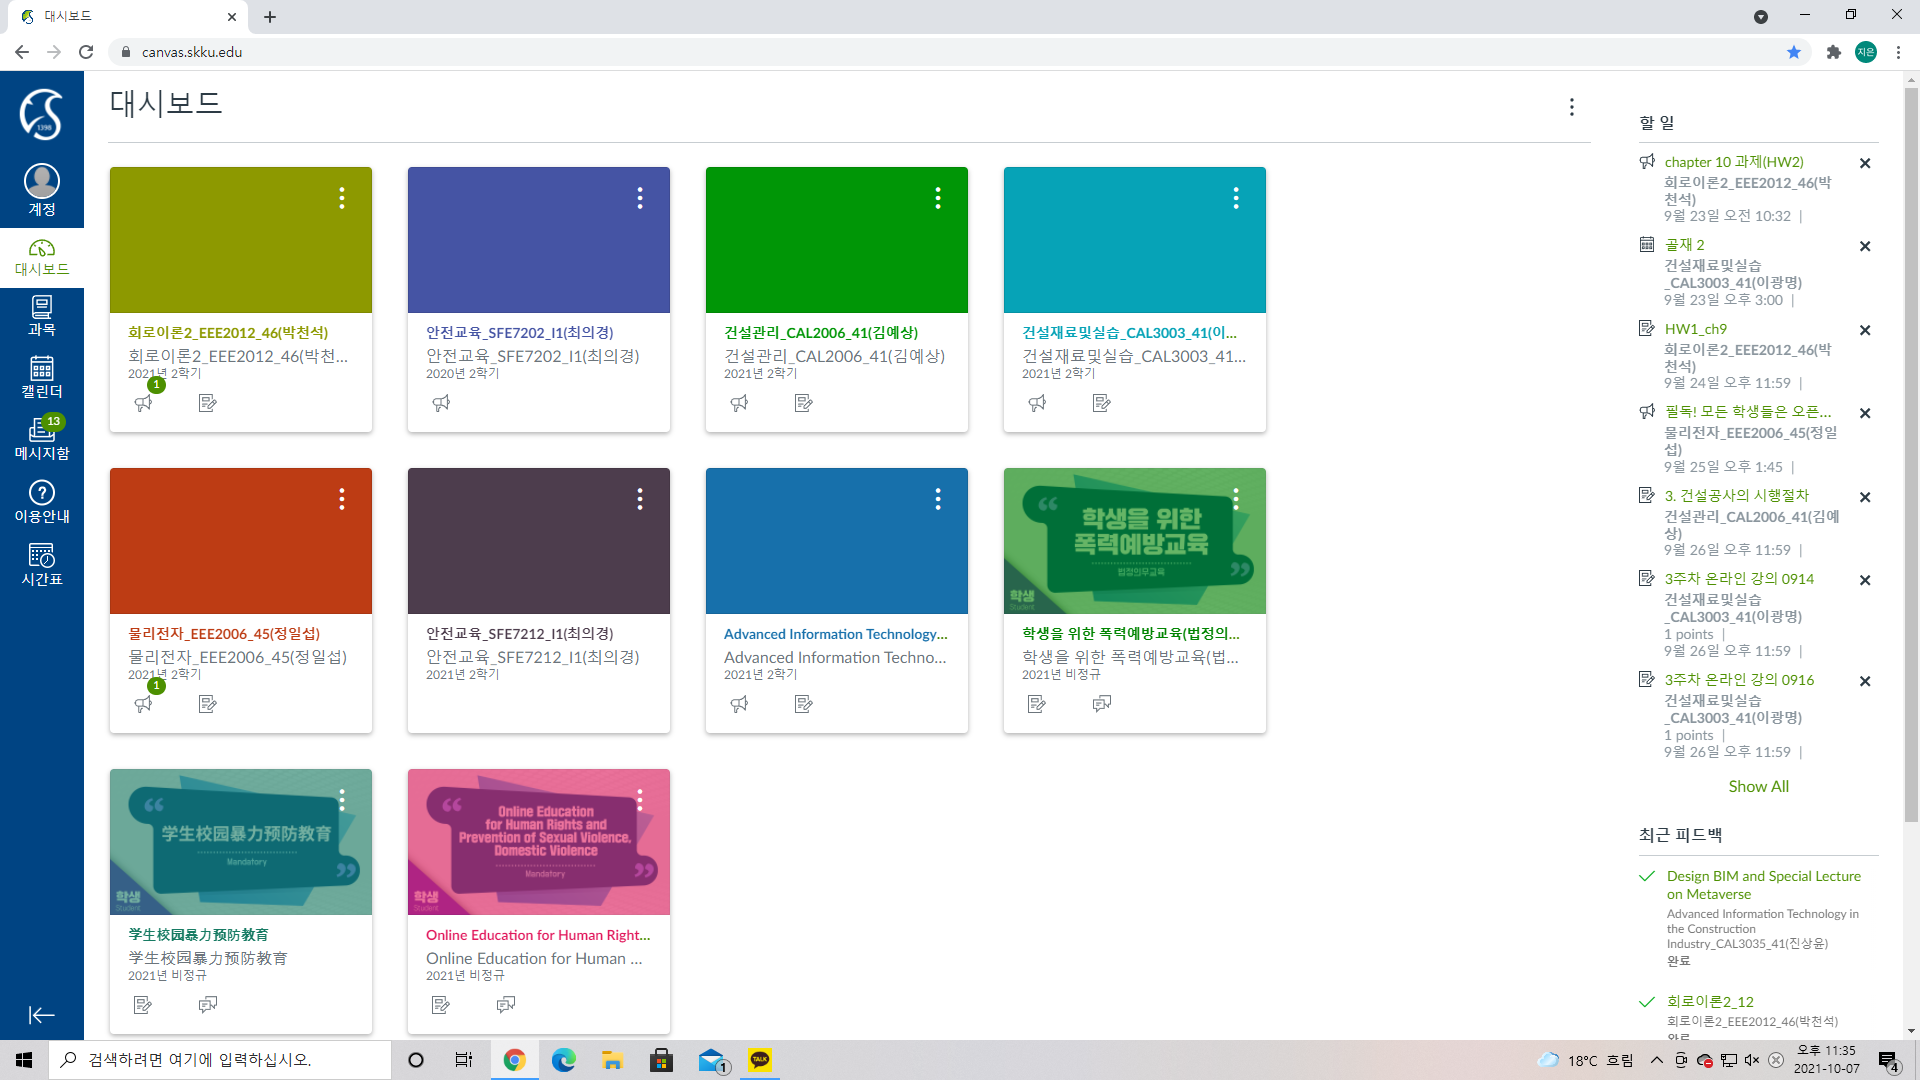 대시보드
canvas.skku.edu
지은
1398
계정
대시보드
과목
캘린더
13
메시지함
이용안내
시간표
대시보드
회로이론2_EEE2012_46(박천석)
회로이론2_EEE2012_46(박천...
2021년 2학기
1
안전교육_SFE7202_I1(최의경)
안전교육_SFE7202_I1(최의경)
2020년 2학기
건설관리_CAL2006_41(김예상)
건설관리_CAL2006_41(김예상)
2021년 2학기
건설재료및실습_CAL3003_41(이...
건설재료및실습_CAL3003_41...
2021년 2학기
물리전자_EEE2006_45(정일섭)
물리전자_EEE2006_45(정일섭)
2021년 2학기
1
안전교육_SFE7212_I1(최의경)
안전교육_SFE7212_I1(최의경)
2021년 2학기
Advanced Information Technology...
Advanced Information Techno...
2021년 2학기
학생을 위한
폭력예방교육
법정의무교육
학생
Student
학생을 위한 폭력예방교육(법정의...
학생을 위한 폭력예방교육(법...
2021년 비정규
学生校园暴力预防教育
Mandatory
학생
Student
学生校园暴力预防教育
学生校园暴力预防教育
2021년 비정규
Online Education
for Human Rights and
Prevention of Sexual Violence,
Domestic Violence
Mandatory
학생
Student
Online Education for Human Right...
Online Education for Human ...
2021년 비정규
할 일
chapter 10 과제(HW2)
회로이론2_EEE2012_46(박
천석)
9월 23일 오전 10:32 |
골재 2
건설재료및실습
_CAL3003_41(이광명)
9월 23일 오후 3:00 |
HW1_ch9
회로이론2_EEE2012_46(박
천석)
9월 24일 오후 11:59 |
필독! 모든 학생들은 오픈...
물리전자_EEE2006_45(정일
섭)
9월 25일 오후 1:45 |
3. 건설공사의 시행절차
건설관리_CAL2006_41(김예
상)
9월 26일 오후 11:59 |
3주차 온라인 강의 0914
건설재료및실습
_CAL3003_41(이광명)
1 points |
9월 26일 오후 11:59 |
3주차 온라인 강의 0916
건설재료및실습
_CAL3003_41(이광명)
1 points |
9월 26일 오후 11:59 |
Show All
최근 피드백
Design BIM and Special Lecture
on Metaverse
Advanced Information Technology in
the Construction
Industry_CAL3035_41(진상윤)
완료
회로이론2_12
회로이론2_EEE2012_46(박천석)
완료
검색하려면 여기에 입력하십시오.
1
TALK
18°C 흐림
오후 11:35
2021-10-07
4